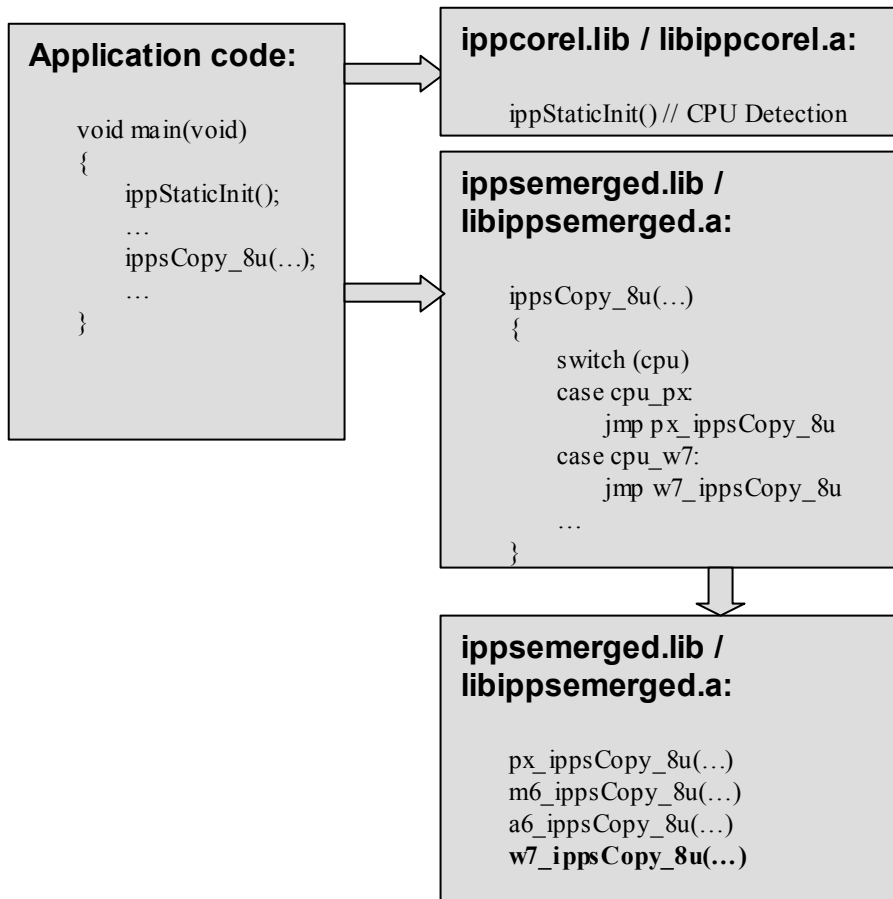 Application code:
void main(void)
{
ippStaticInit();
…
ippsCopy_8u(…);
…
}
ippcorel.lib / libippcorel.a:
ippStaticInit() // CPU Detection
ippsemerged.lib /
libippsemerged.a:
ippsCopy_8u(…)
{
switch (cpu)
case cpu_px:
jmp px_ippsCopy_8u
case cpu_w7:
jmp w7_ippsCopy_8u
…
}
ippsemerged.lib /
libippsemerged.a:
px_ippsCopy_8u(…)
m6_ippsCopy_8u(…)
a6_ippsCopy_8u(…)
w7_ippsCopy_8u(…)